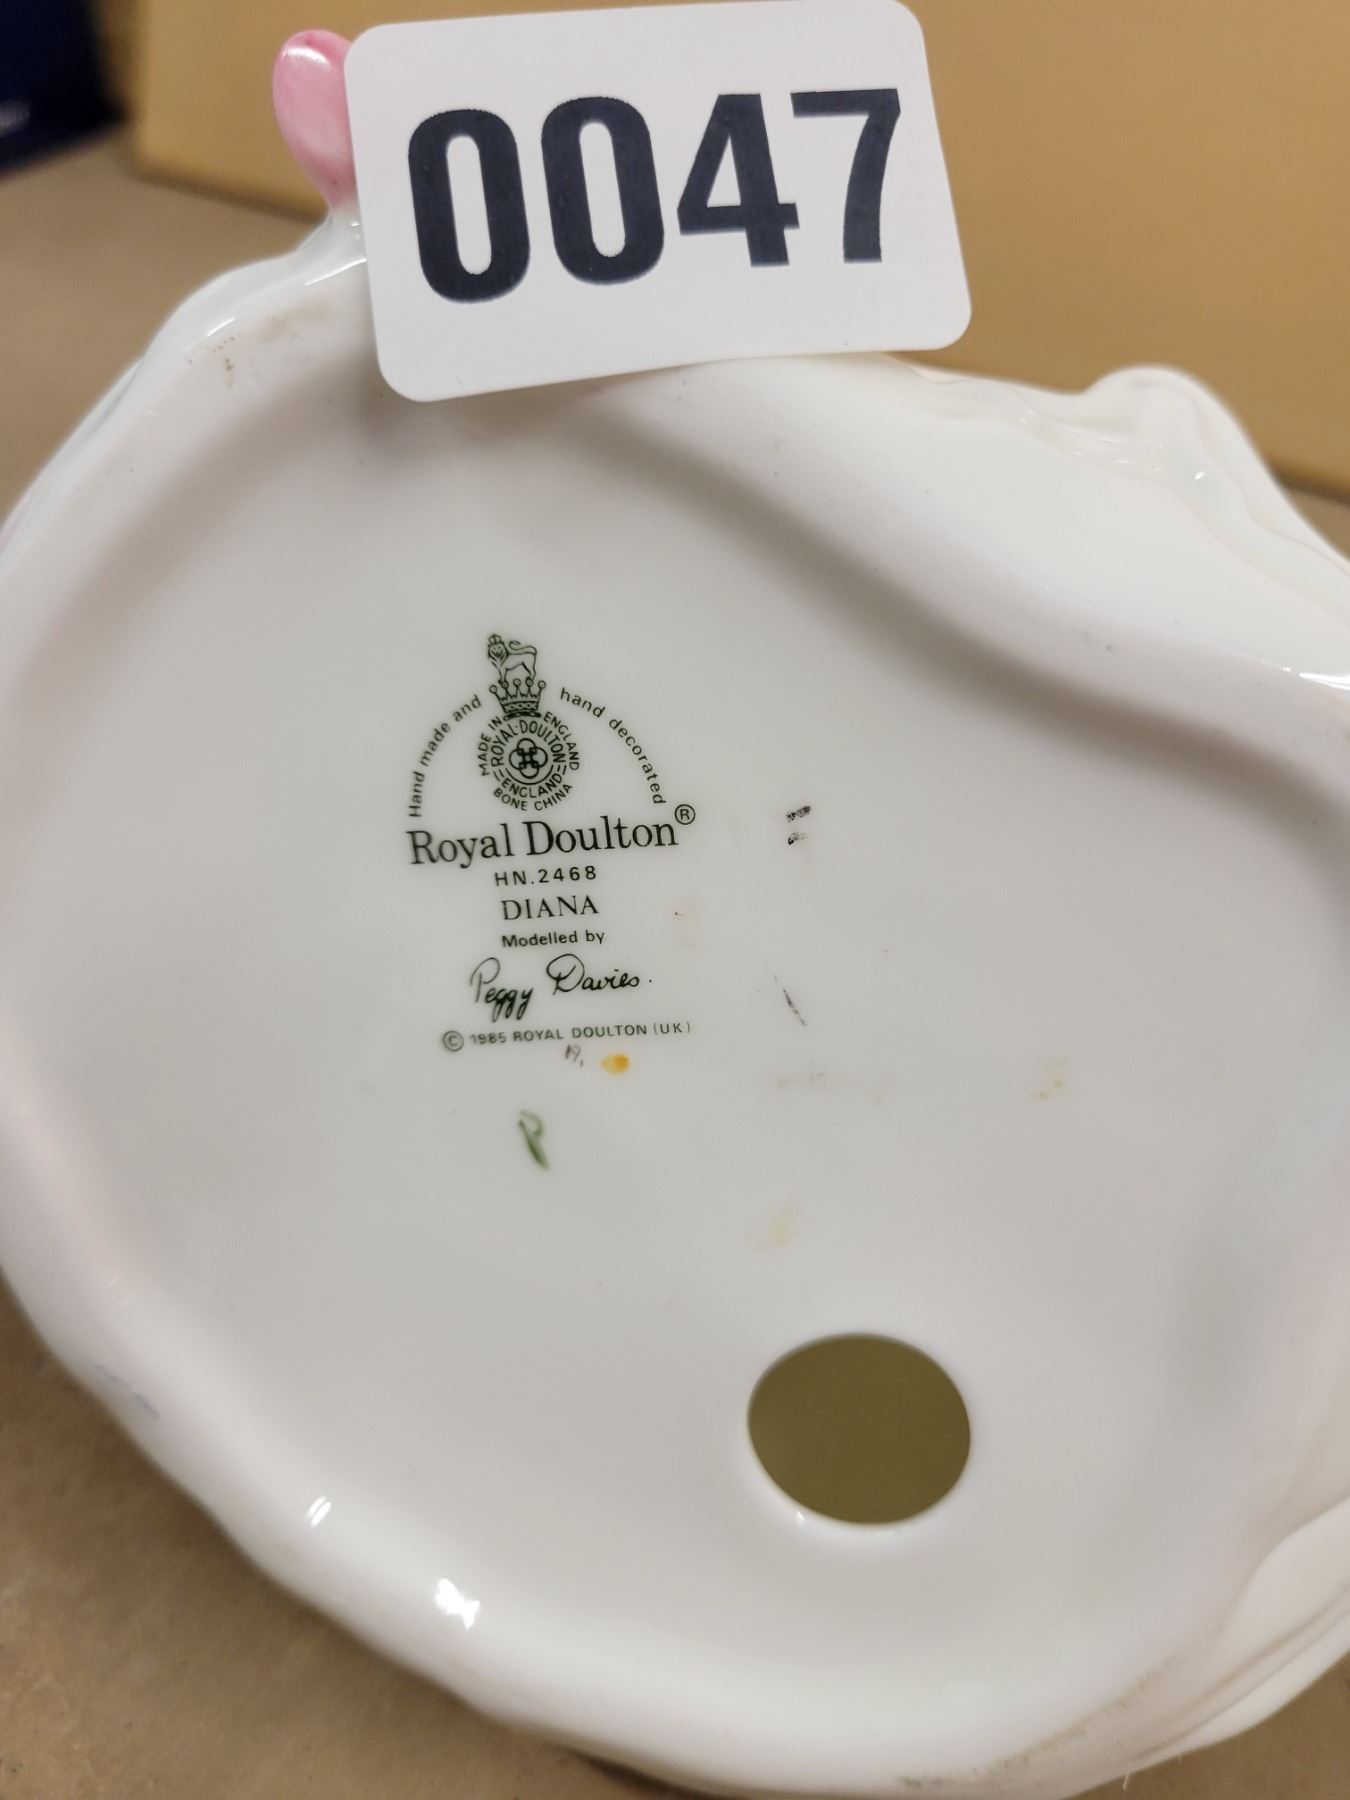 0047
Hand made and hand decorated
MADE IN ENGLAND
ROYAL·DOULTON
ENGLAND
BONE CHINA
Royal Doulton®
HN.2468
DIANA
Modelled by
Peggy Davies.
© 1985 ROYAL DOULTON (UK)